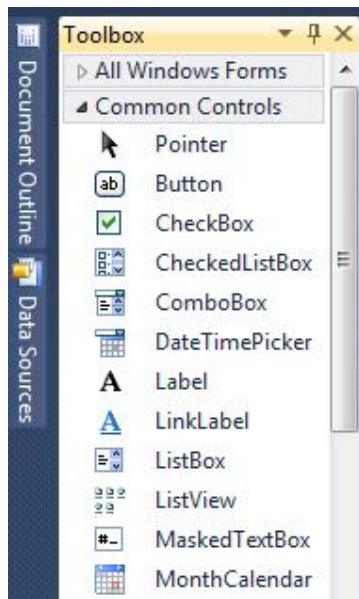 Document Outline
Data Sources
Toolbox
All Windows Forms
Common Controls
Pointer
ab Button
CheckBox
CheckedListBox
ComboBox
DateTimePicker
A Label
A LinkLabel
ListBox
ListView
#_ MaskedTextBox
MonthCalendar